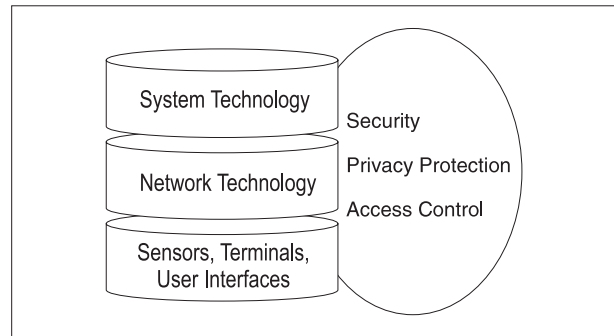 System Technology
Network Technology
Sensors, Terminals,
User Interfaces
Security
Privacy Protection
Access Control